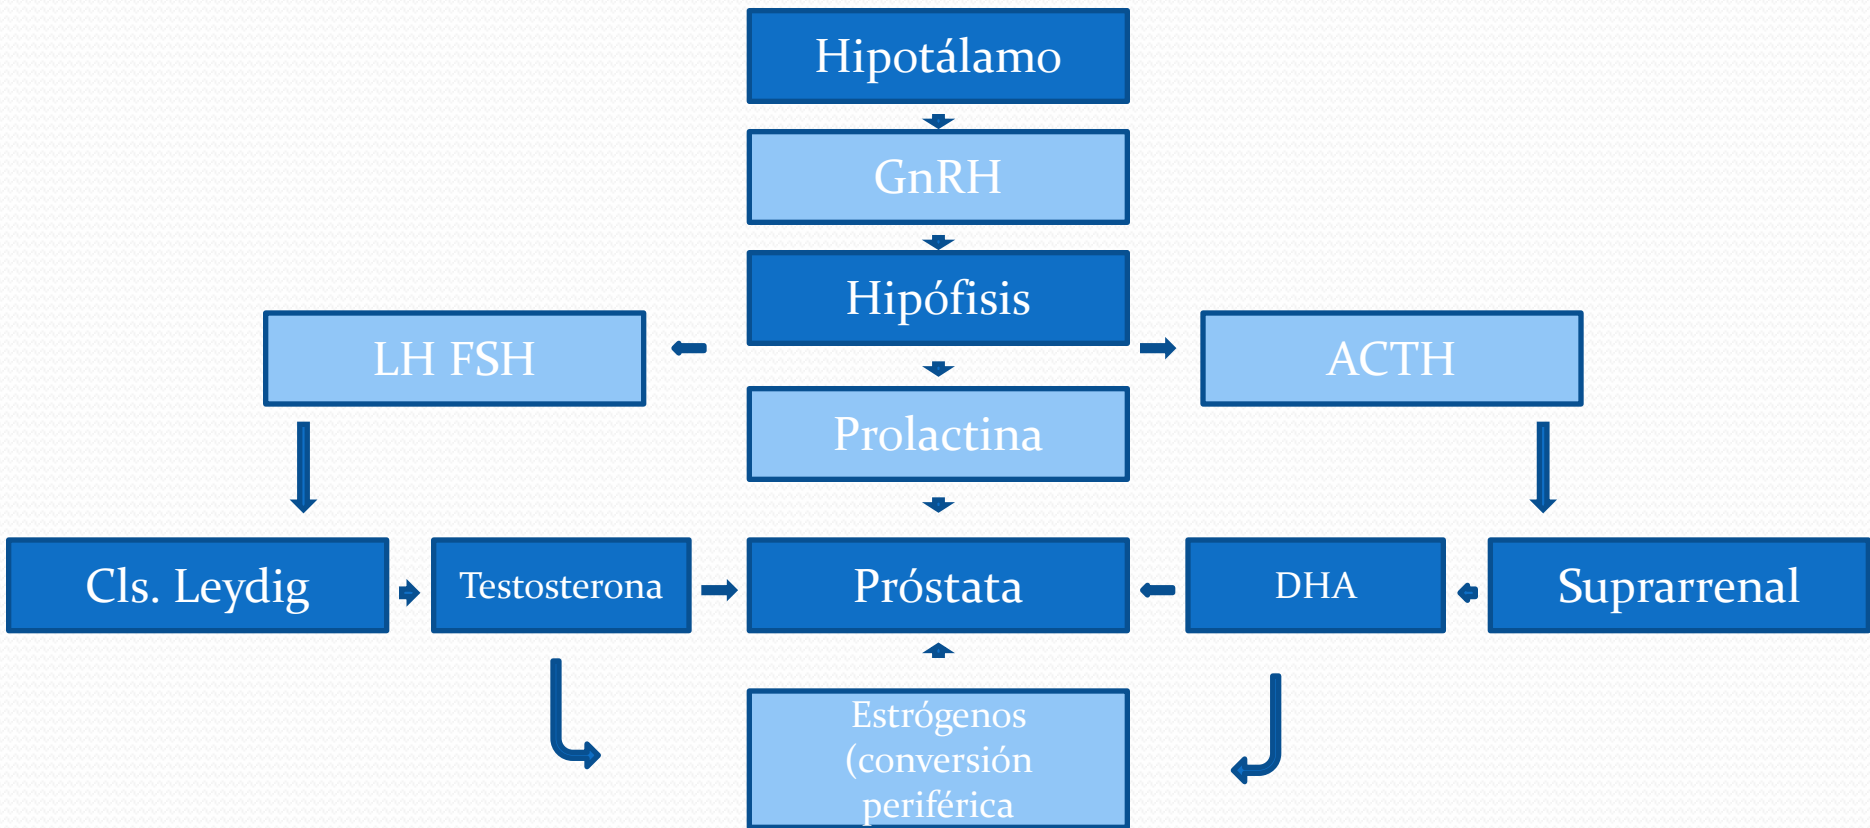 Hipotálamo
GnRH
Hipófisis
LH FSH
ACTH
Prolactina
Cls. Leydig
Testosterona
Próstata
DHA
Suprarrenal
Estrógenos
(conversión
periférica